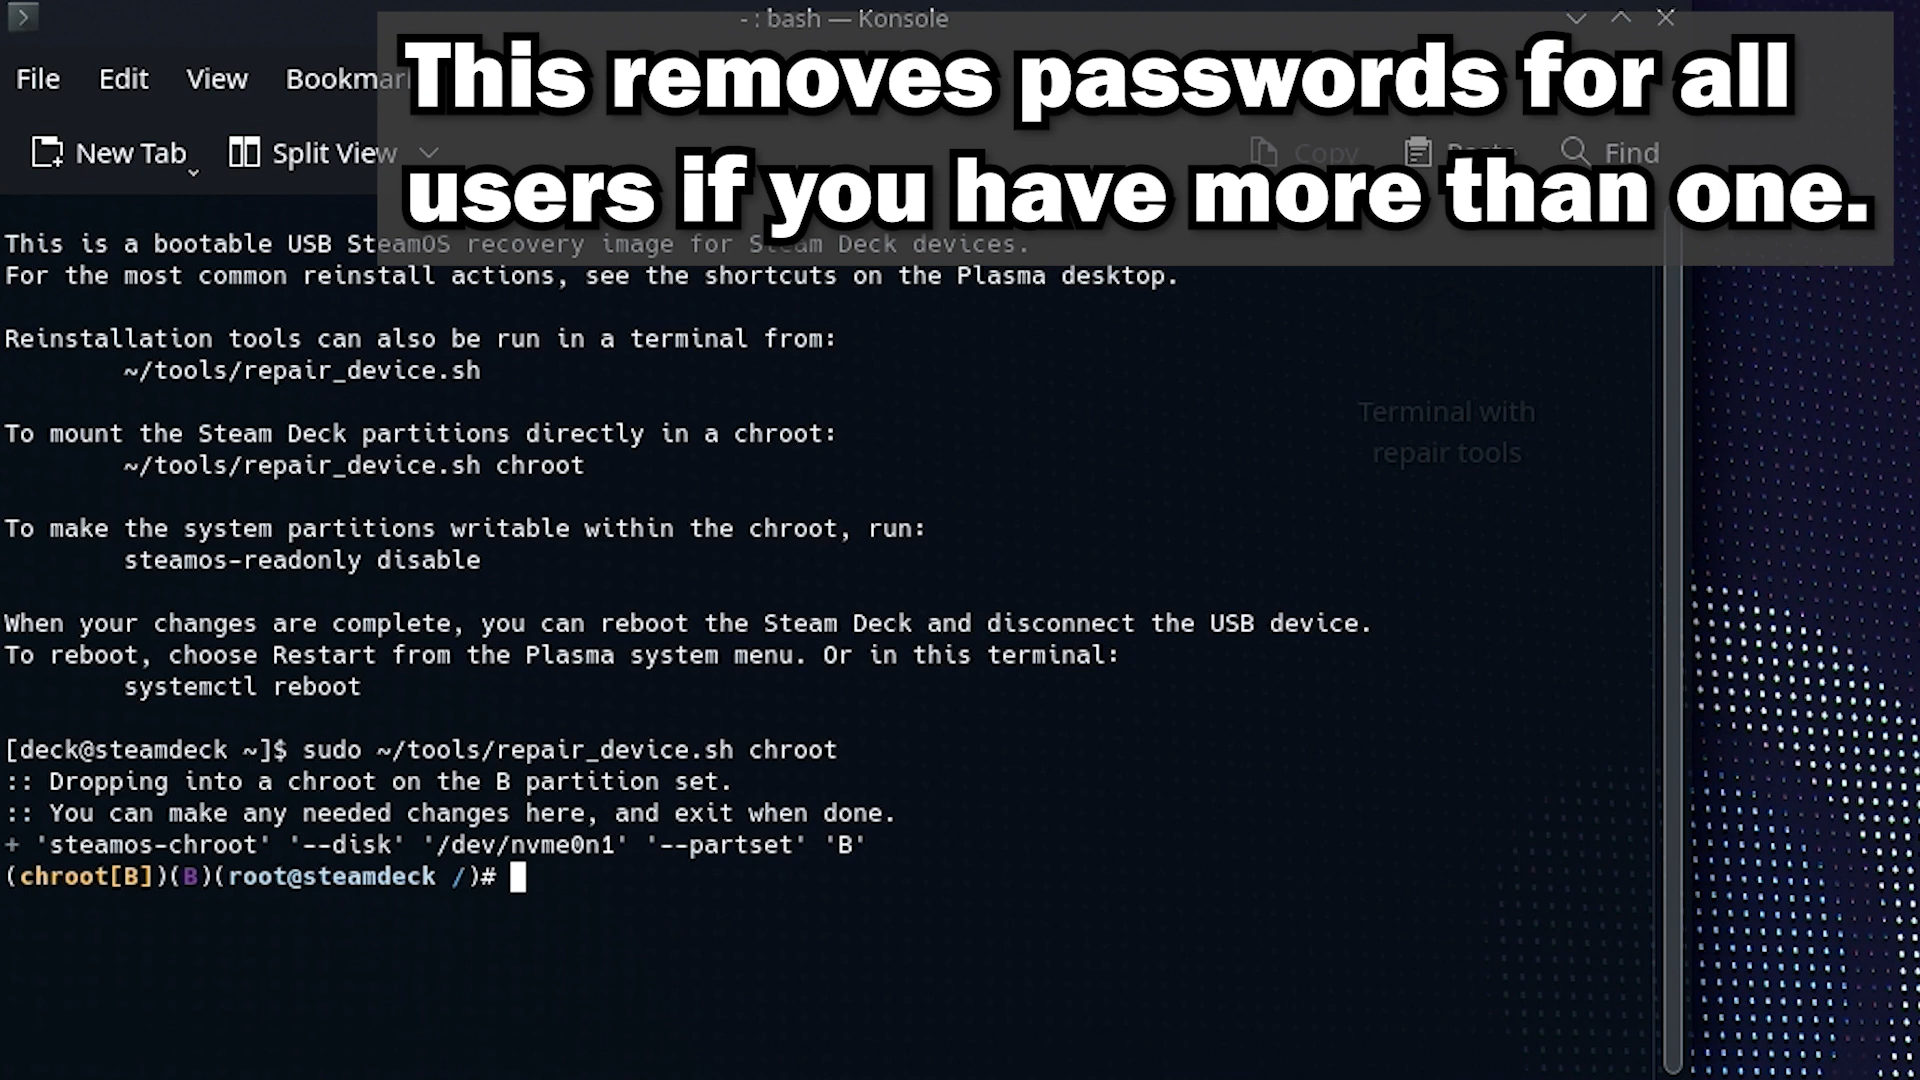 - : bash — Konsole
This removes passwords for all
users if you have more than one.
File Edit View Bookmar
New Tab Split View Copy Paste Find
This is a bootable USB SteamOS recovery image for Steam Deck devices.
For the most common reinstall actions, see the shortcuts on the Plasma desktop.
Reinstallation tools can also be run in a terminal from:
~/tools/repair_device.sh
To mount the Steam Deck partitions directly in a chroot:
~/tools/repair_device.sh chroot
Terminal with
repair tools
To make the system partitions writable within the chroot, run:
steamos-readonly disable
When your changes are complete, you can reboot the Steam Deck and disconnect the USB device.
To reboot, choose Restart from the Plasma system menu. Or in this terminal:
systemctl reboot
[deck@steamdeck ~]$ sudo ~/tools/repair_device.sh chroot
:: Dropping into a chroot on the B partition set.
:: You can make any needed changes here, and exit when done.
+ 'steamos-chroot' '--disk' '/dev/nvme0n1' '--partset' 'B'
(chroot[B])(B)(root@steamdeck /)#